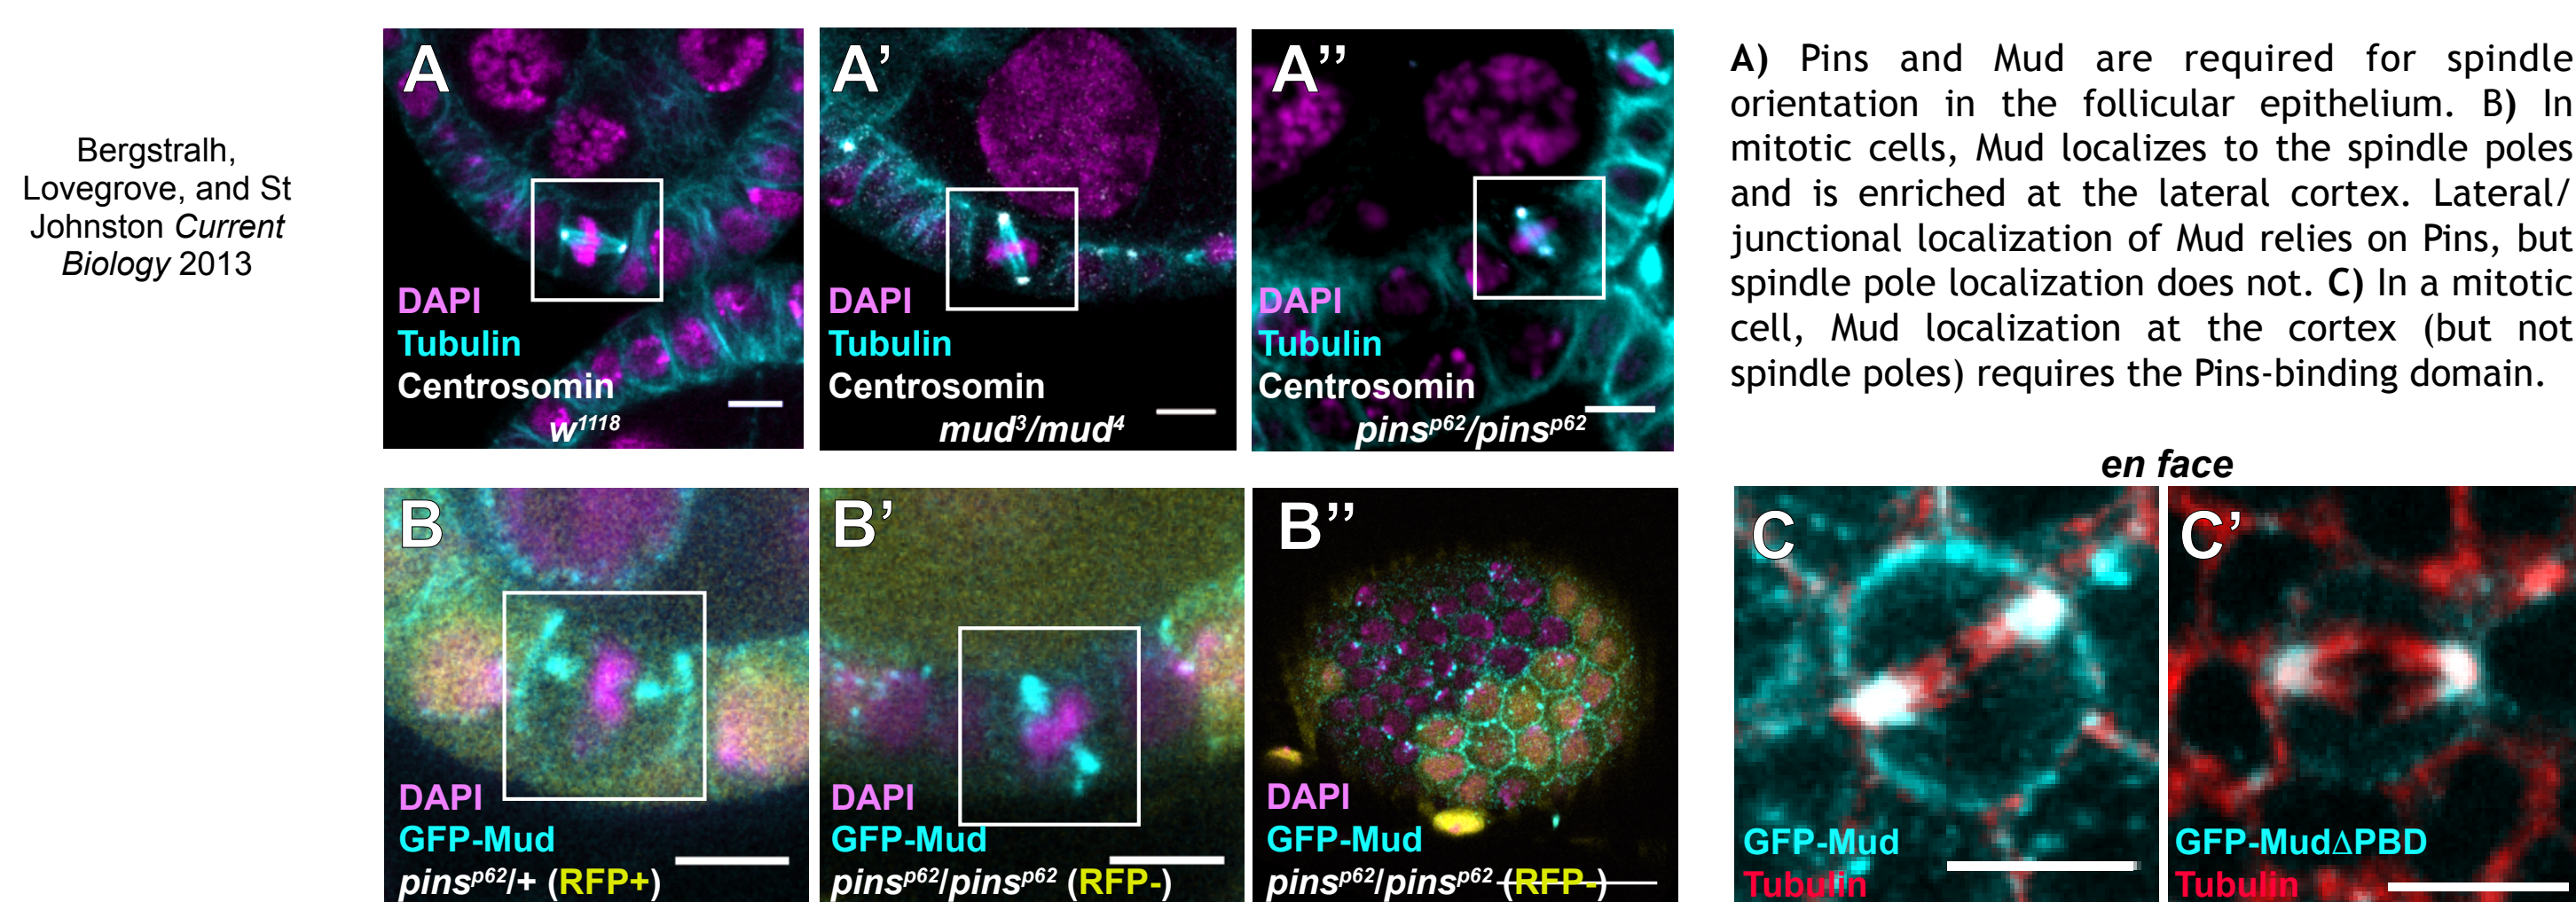 Bergstralh,
Lovegrove, and St
Johnston Current
Biology 2013
A
DAPI
Tubulin
Centrosomin
w1118
A’
DAPI
Tubulin
Centrosomin
mud3/mud4
A’’
DAPI
Tubulin
Centrosomin
pinsp62/pinsp62
A) Pins and Mud are required for spindle
orientation in the follicular epithelium. B) In
mitotic cells, Mud localizes to the spindle poles
and is enriched at the lateral cortex. Lateral/
junctional localization of Mud relies on Pins, but
spindle pole localization does not. C) In a mitotic
cell, Mud localization at the cortex (but not
spindle poles) requires the Pins-binding domain.
B
DAPI
GFP-Mud
pinsp62/+ (RFP+)
B’
DAPI
GFP-Mud
pinsp62/pinsp62 (RFP-)
B’’
DAPI
GFP-Mud
pinsp62/pinsp62 (RFP-)
en face
C
GFP-Mud
Tubulin
C’
GFP-MudΔPBD
Tubulin